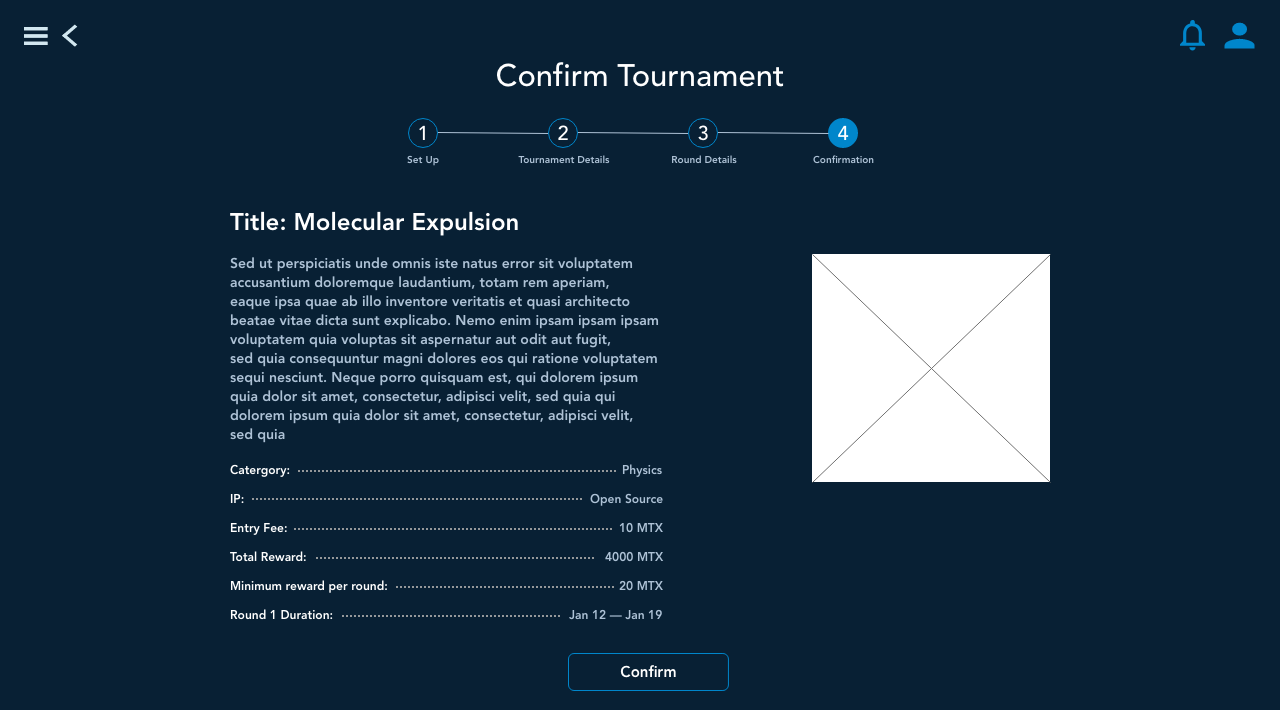 Confirm Tournament
1 2 3 4
Set Up Tournament Details Round Details Confirmation
Title: Molecular Expulsion
Sed ut perspiciatis unde omnis iste natus error sit voluptatem
accusantium doloremque laudantium, totam rem aperiam,
eaque ipsa quae ab illo inventore veritatis et quasi architecto
beatae vitae dicta sunt explicabo. Nemo enim ipsam ipsam ipsam
voluptatem quia voluptas sit aspernatur aut odit aut fugit,
sed quia consequuntur magni dolores eos qui ratione voluptatem
sequi nesciunt. Neque porro quisquam est, qui dolorem ipsum
quia dolor sit amet, consectetur, adipisci velit, sed quia qui
dolorem ipsum quia dolor sit amet, consectetur, adipisci velit,
sed quia
Catergory: Physics
IP: Open Source
Entry Fee: 10 MTX
Total Reward: 4000 MTX
Minimum reward per round: 20 MTX
Round 1 Duration: Jan 12 — Jan 19
Confirm